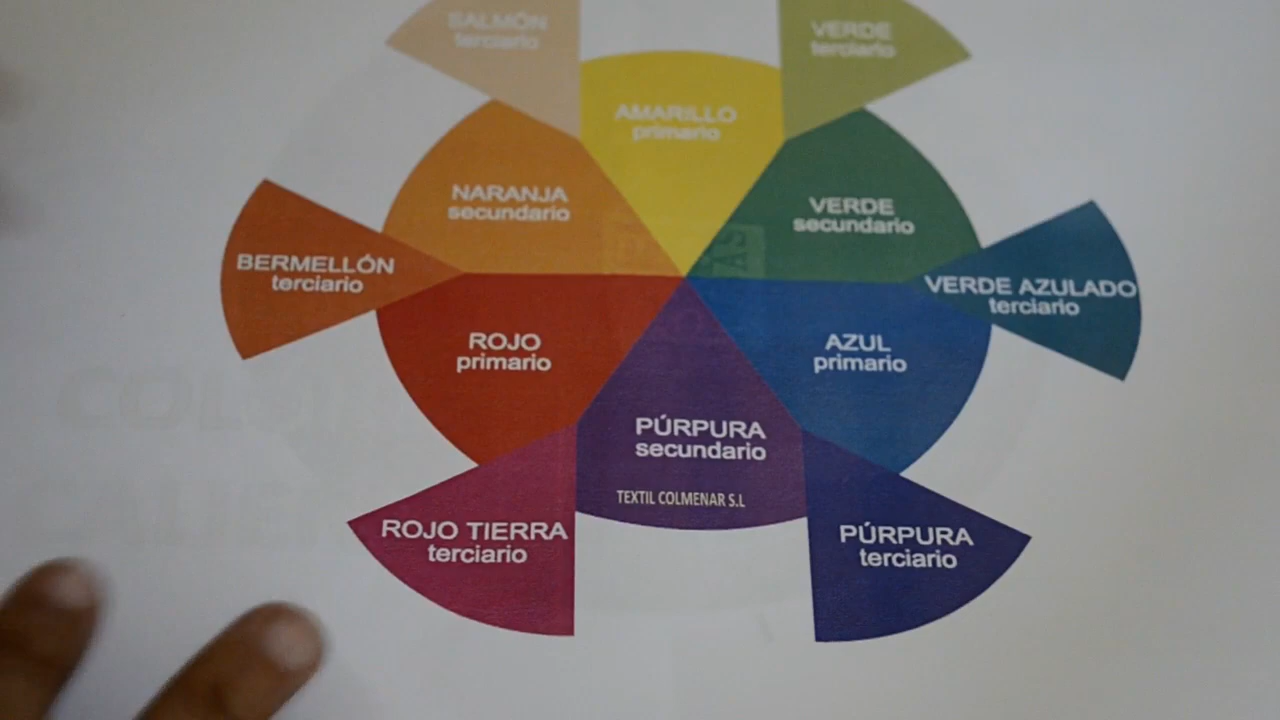 SALMÓN
terciario
VERDE
terciario
AMARILLO
primario
NARANJA
secundario
VERDE
secundario
BERMELLÓN
terciario
VERDE AZULADO
terciario
ROJO
primario
AZUL
primario
PÚRPURA
secundario
TEXTIL COLMENAR S.L
ROJO TIERRA
terciario
PÚRPURA
terciario